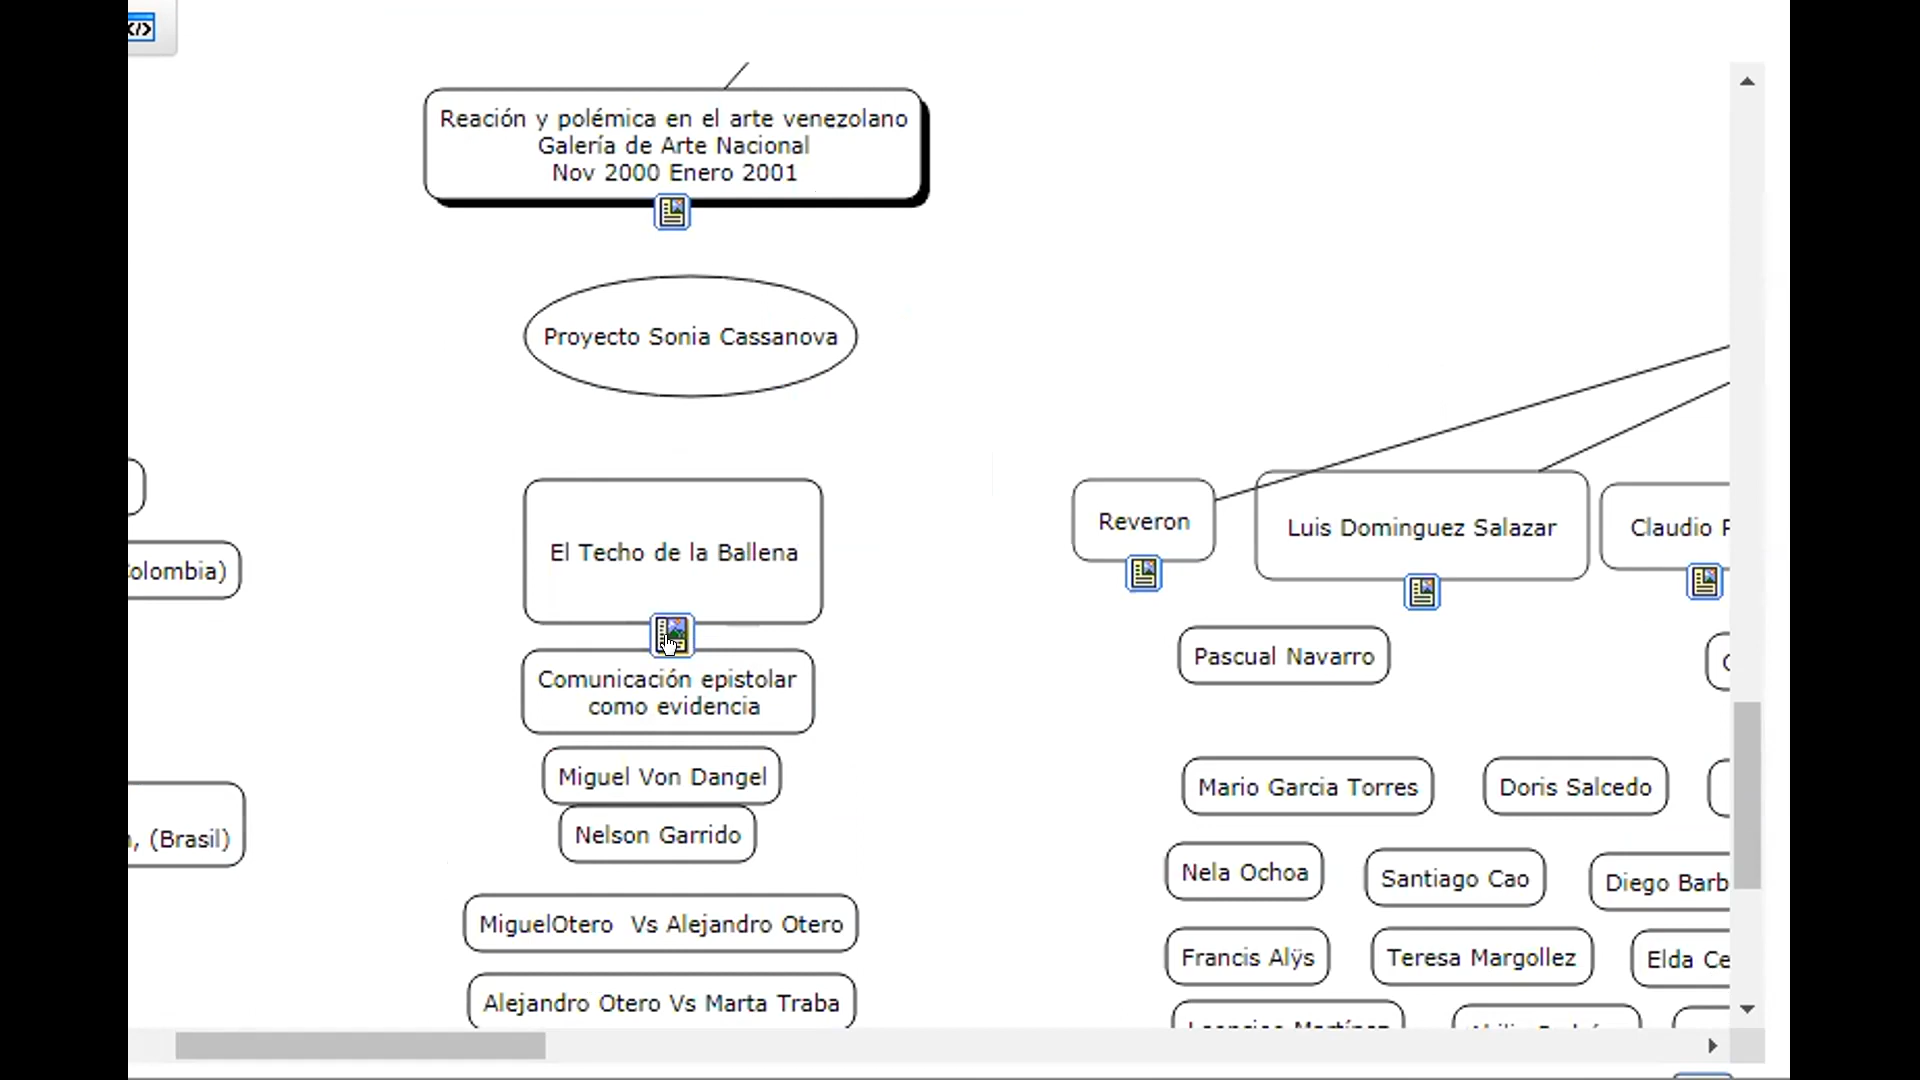 </>
Reación y polémica en el arte venezolano
Galería de Arte Nacional
Nov 2000 Enero 2001
Proyecto Sonia Cassanova
El Techo de la Ballena
Comunicación epistolar
como evidencia
Miguel Von Dangel
Nelson Garrido
MiguelOtero  Vs Alejandro Otero
Alejandro Otero Vs Marta Traba
(Brasil)
Reveron
Luis Dominguez Salazar
Claudio
Pascual Navarro
Mario Garcia Torres
Doris Salcedo
Nela Ochoa
Santiago Cao
Diego
Francis Alÿs
Teresa Margollez
Elda